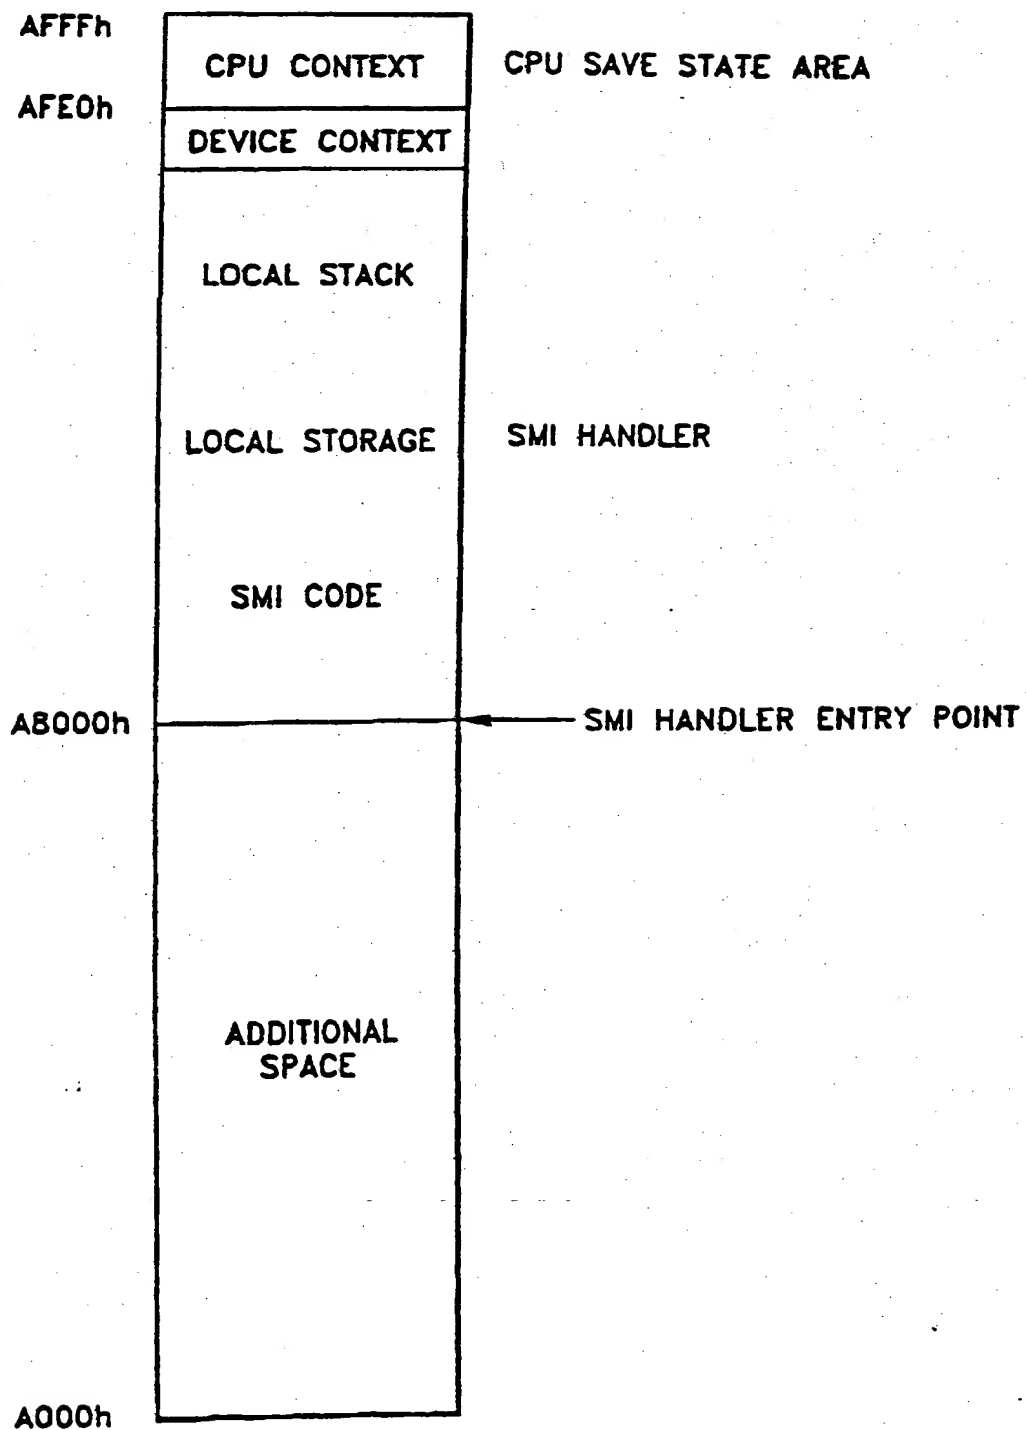 AFFFh
CPU CONTEXT
CPU SAVE STATE AREA
AFE0h
DEVICE CONTEXT
LOCAL STACK
LOCAL STORAGE
SMI HANDLER
SMI CODE
A8000h
SMI HANDLER ENTRY POINT
ADDITIONAL
SPACE
A000h